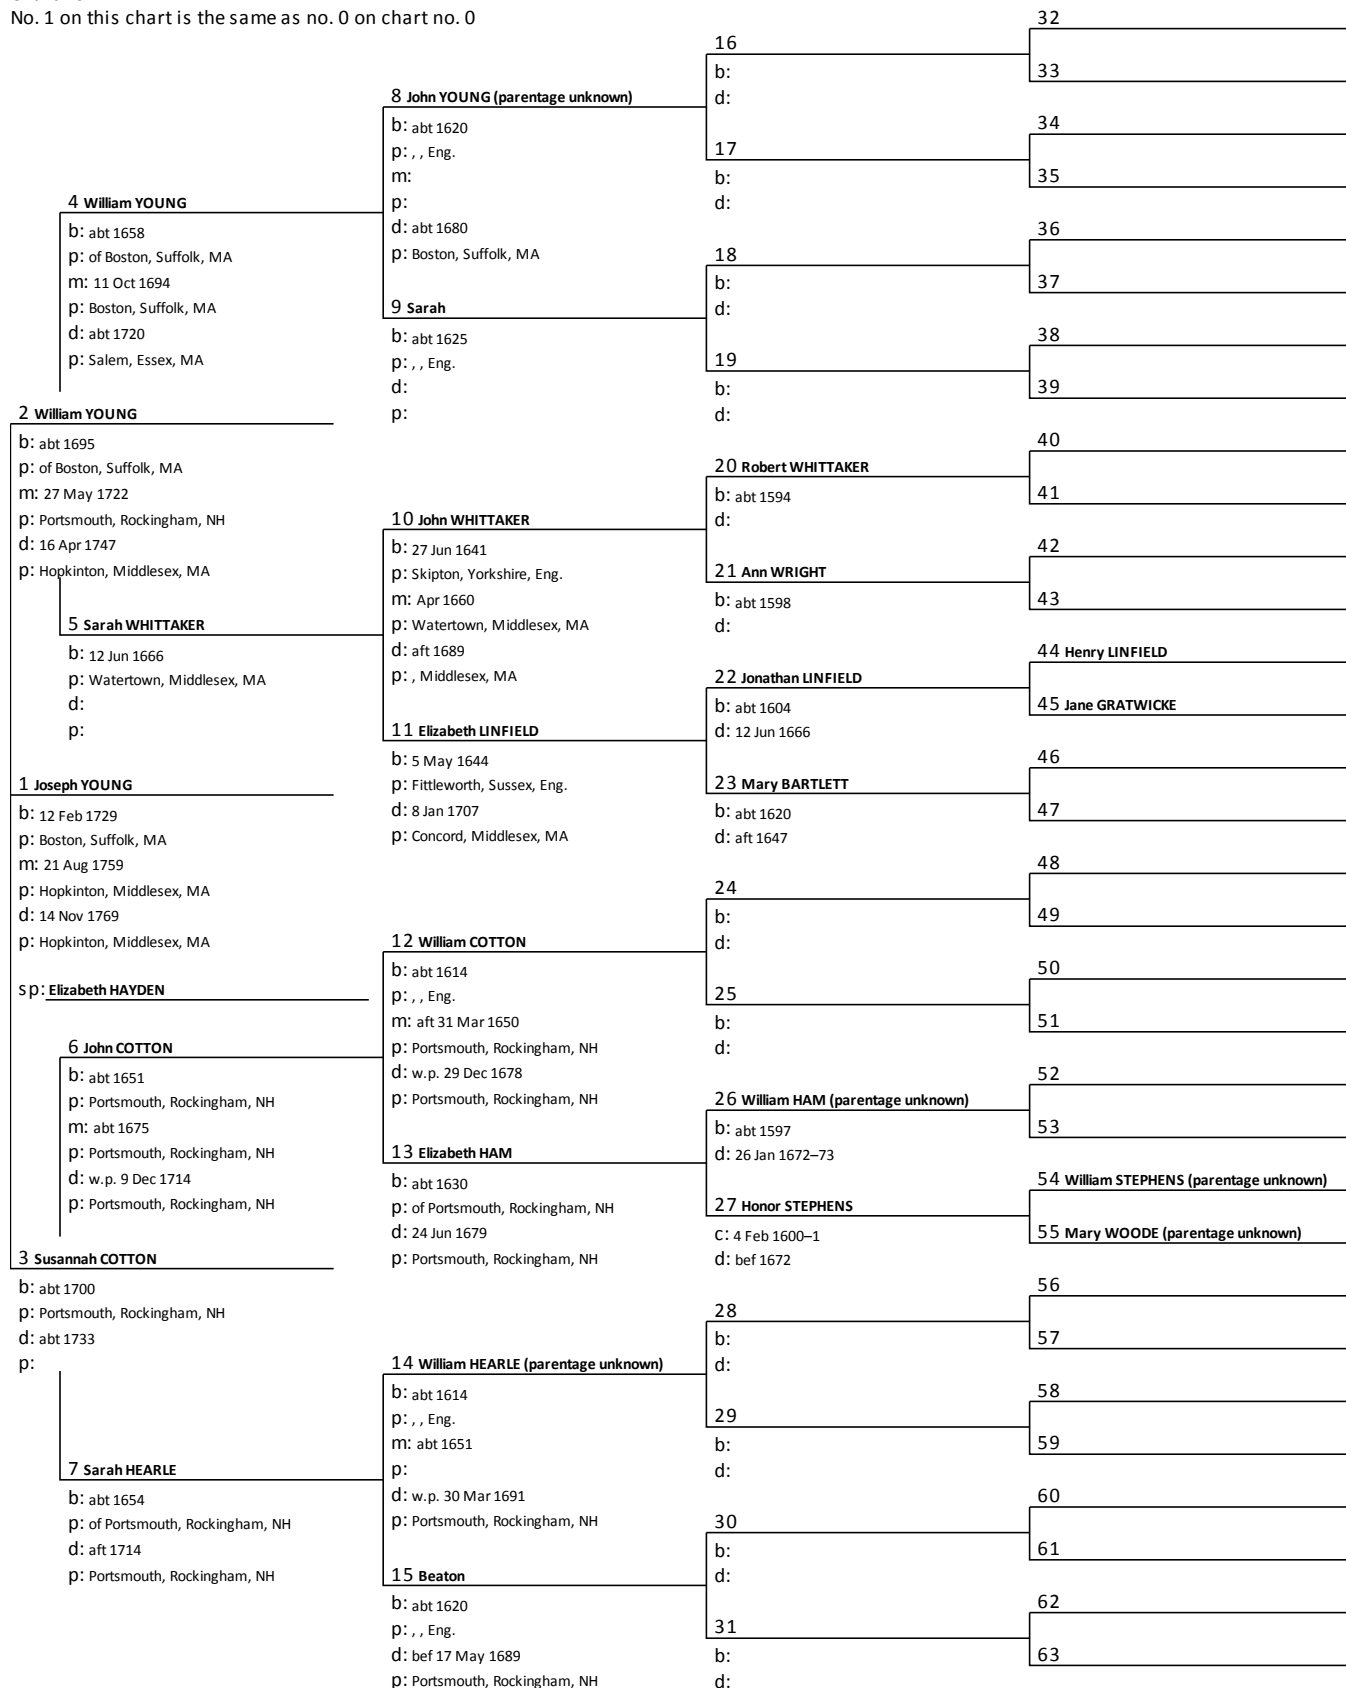 No. 1 on this chart is the same as no. 0 on chart no. 0
2 William YOUNG
b: abt 1695
p: of Boston, Suffolk, MA
m: 27 May 1722
p: Portsmouth, Rockingham, NH
d: 16 Apr 1747
p: Hopkinton, Middlesex, MA
1 Joseph YOUNG
b: 12 Feb 1729
p: Boston, Suffolk, MA
m: 21 Aug 1759
p: Hopkinton, Middlesex, MA
d: 14 Nov 1769
p: Hopkinton, Middlesex, MA
sp: Elizabeth HAYDEN
3 Susannah COTTON
b: abt 1700
p: Portsmouth, Rockingham, NH
d: abt 1733
p:
4 William YOUNG
b: abt 1658
p: of Boston, Suffolk, MA
m: 11 Oct 1694
p: Boston, Suffolk, MA
d: abt 1720
p: Salem, Essex, MA
5 Sarah WHITTAKER
b: 12 Jun 1666
p: Watertown, Middlesex, MA
d:
p:
6 John COTTON
b: abt 1651
p: Portsmouth, Rockingham, NH
m: abt 1675
p: Portsmouth, Rockingham, NH
d: w.p. 9 Dec 1714
p: Portsmouth, Rockingham, NH
7 Sarah HEARLE
b: abt 1654
p: of Portsmouth, Rockingham, NH
d: aft 1714
p: Portsmouth, Rockingham, NH
8 John YOUNG (parentage unknown)
b: abt 1620
p: , , Eng.
m:
p:
d: abt 1680
p: Boston, Suffolk, MA
9 Sarah
b: abt 1625
p: , , Eng.
d:
p:
10 John WHITTAKER
b: 27 Jun 1641
p: Skipton, Yorkshire, Eng.
m: Apr 1660
p: Watertown, Middlesex, MA
d: aft 1689
p: , Middlesex, MA
11 Elizabeth LINFIELD
b: 5 May 1644
p: Fittleworth, Sussex, Eng.
d: 8 Jan 1707
p: Concord, Middlesex, MA
12 William COTTON
b: abt 1614
p: , , Eng.
m: aft 31 Mar 1650
p: Portsmouth, Rockingham, NH
d: w.p. 29 Dec 1678
p: Portsmouth, Rockingham, NH
13 Elizabeth HAM
b: abt 1630
p: of Portsmouth, Rockingham, NH
d: 24 Jun 1679
p: Portsmouth, Rockingham, NH
14 William HEARLE (parentage unknown)
b: abt 1614
p: , , Eng.
m: abt 1651
p:
d: w.p. 30 Mar 1691
p: Portsmouth, Rockingham, NH
15 Beaton
b: abt 1620
p: , , Eng.
d: bef 17 May 1689
p: Portsmouth, Rockingham, NH
16
b:
d:
17
b:
d:
18
b:
d:
19
b:
d:
20 Robert WHITTAKER
b: abt 1594
d:
21 Ann WRIGHT
b: abt 1598
d:
22 Jonathan LINFIELD
b: abt 1604
d: 12 Jun 1666
23 Mary BARTLETT
b: abt 1620
d: aft 1647
24
b:
d:
25
b:
d:
26 William HAM (parentage unknown)
b: abt 1597
d: 26 Jan 1672–73
27 Honor STEPHENS
c: 4 Feb 1600–1
d: bef 1672
28
b:
d:
29
b:
d:
30
b:
d:
31
b:
d:
32
33
34
35
36
37
38
39
40
41
42
43
44 Henry LINFIELD
45 Jane GRATWICKE
46
47
48
49
50
51
52
53
54 William STEPHENS (parentage unknown)
55 Mary WOODE (parentage unknown)
56
57
58
59
60
61
62
63